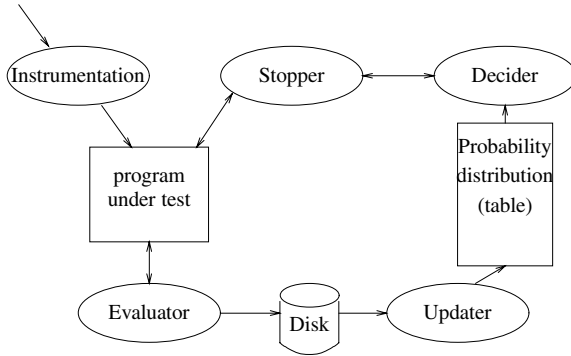 Instrumentation
Stopper
Decider
program
under test
Probability
distribution
(table)
Evaluator
Disk
Updater